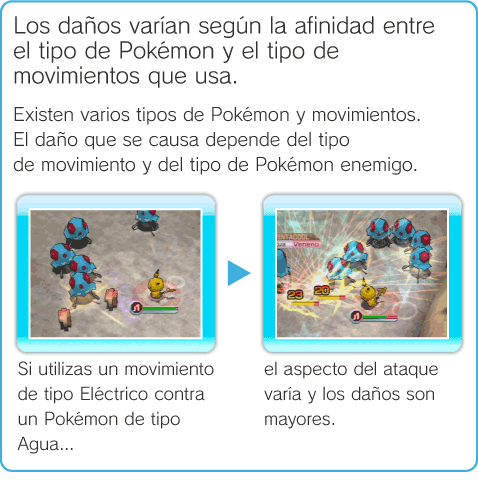 Los daños varían según la afinidad entre
el tipo de Pokémon y el tipo de
movimientos que usa.
Existen varios tipos de Pokémon y movimientos.
El daño que se causa depende del tipo
de movimiento y del tipo de Pokémon enemigo.
Veneno
23
20
Si utilizas un movimiento
de tipo Eléctrico contra
un Pokémon de tipo
Agua...
el aspecto del ataque
varía y los daños son
mayores.